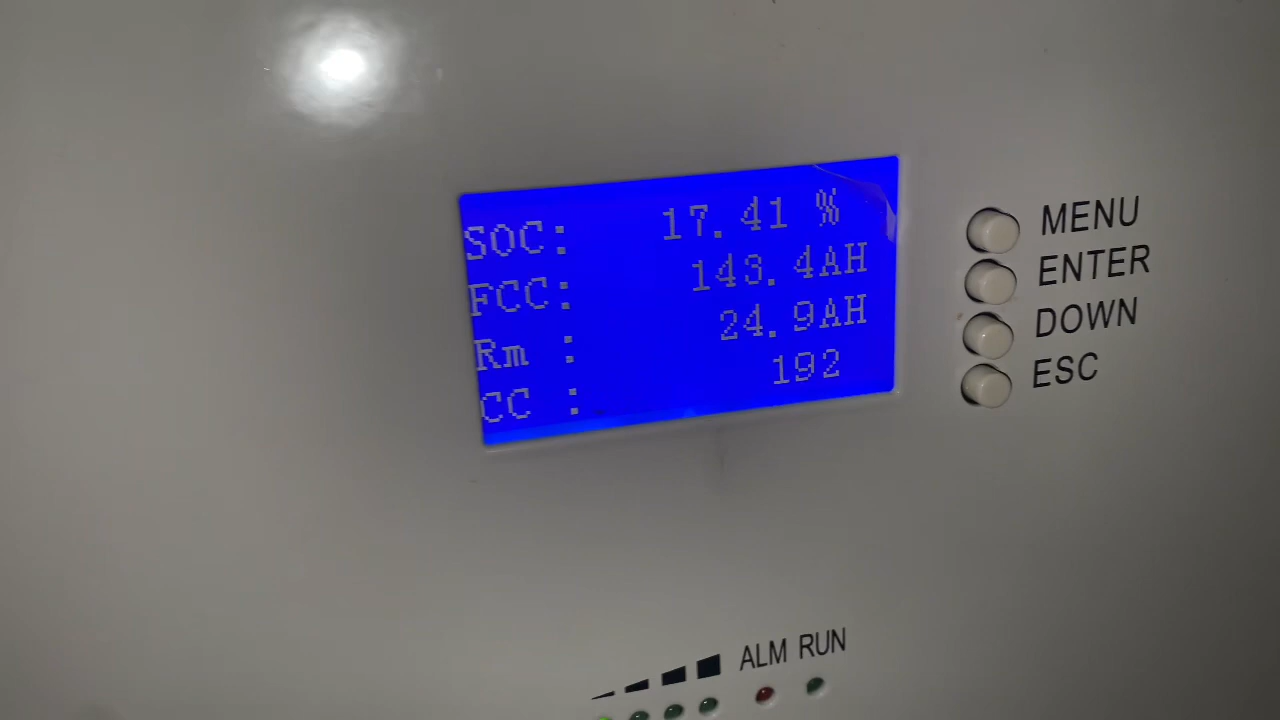 SOC: 17.41 %
FCC: 143.4AH
Rm : 24.9AH
CC : 192
MENU
ENTER
DOWN
ESC
ALM RUN